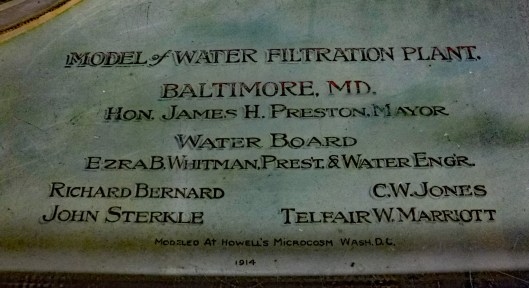 MODEL of WATER FILTRATION PLANT.
BALTIMORE, MD.
HON. JAMES H. PRESTON, MAYOR
WATER BOARD
EZRA B. WHITMAN, PREST. & WATER ENGR.
RICHARD BERNARD C.W. JONES
JOHN STERKLE TELFAIR W. MARRIOTT
MODELED AT HOWELL'S MICROCOSM WASH. D.C.
1914